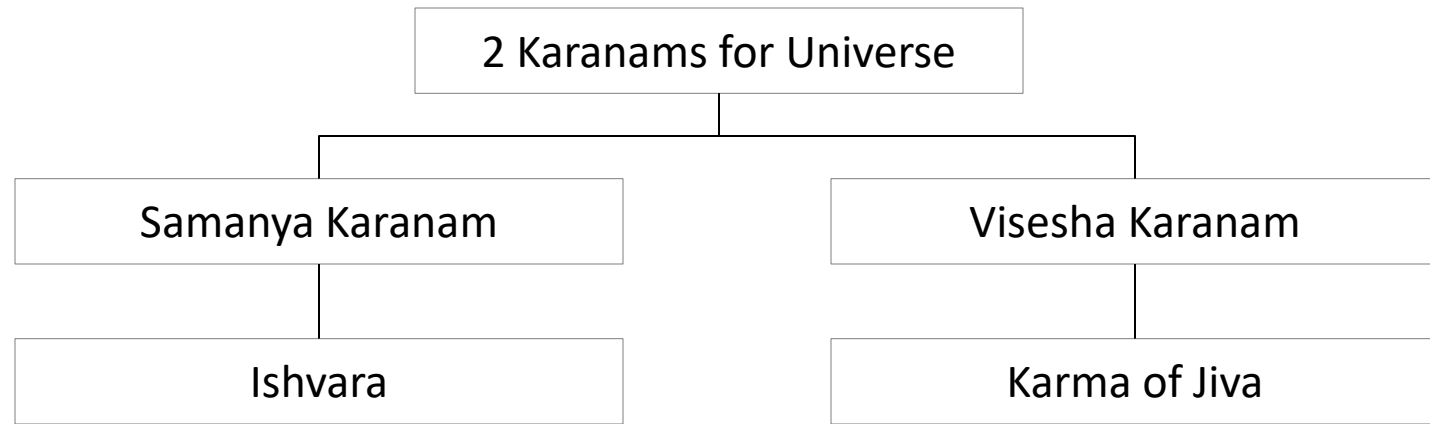 2 Karanams for Universe
Samanya Karanam
Visesha Karanam
Ishvara
Karma of Jiva